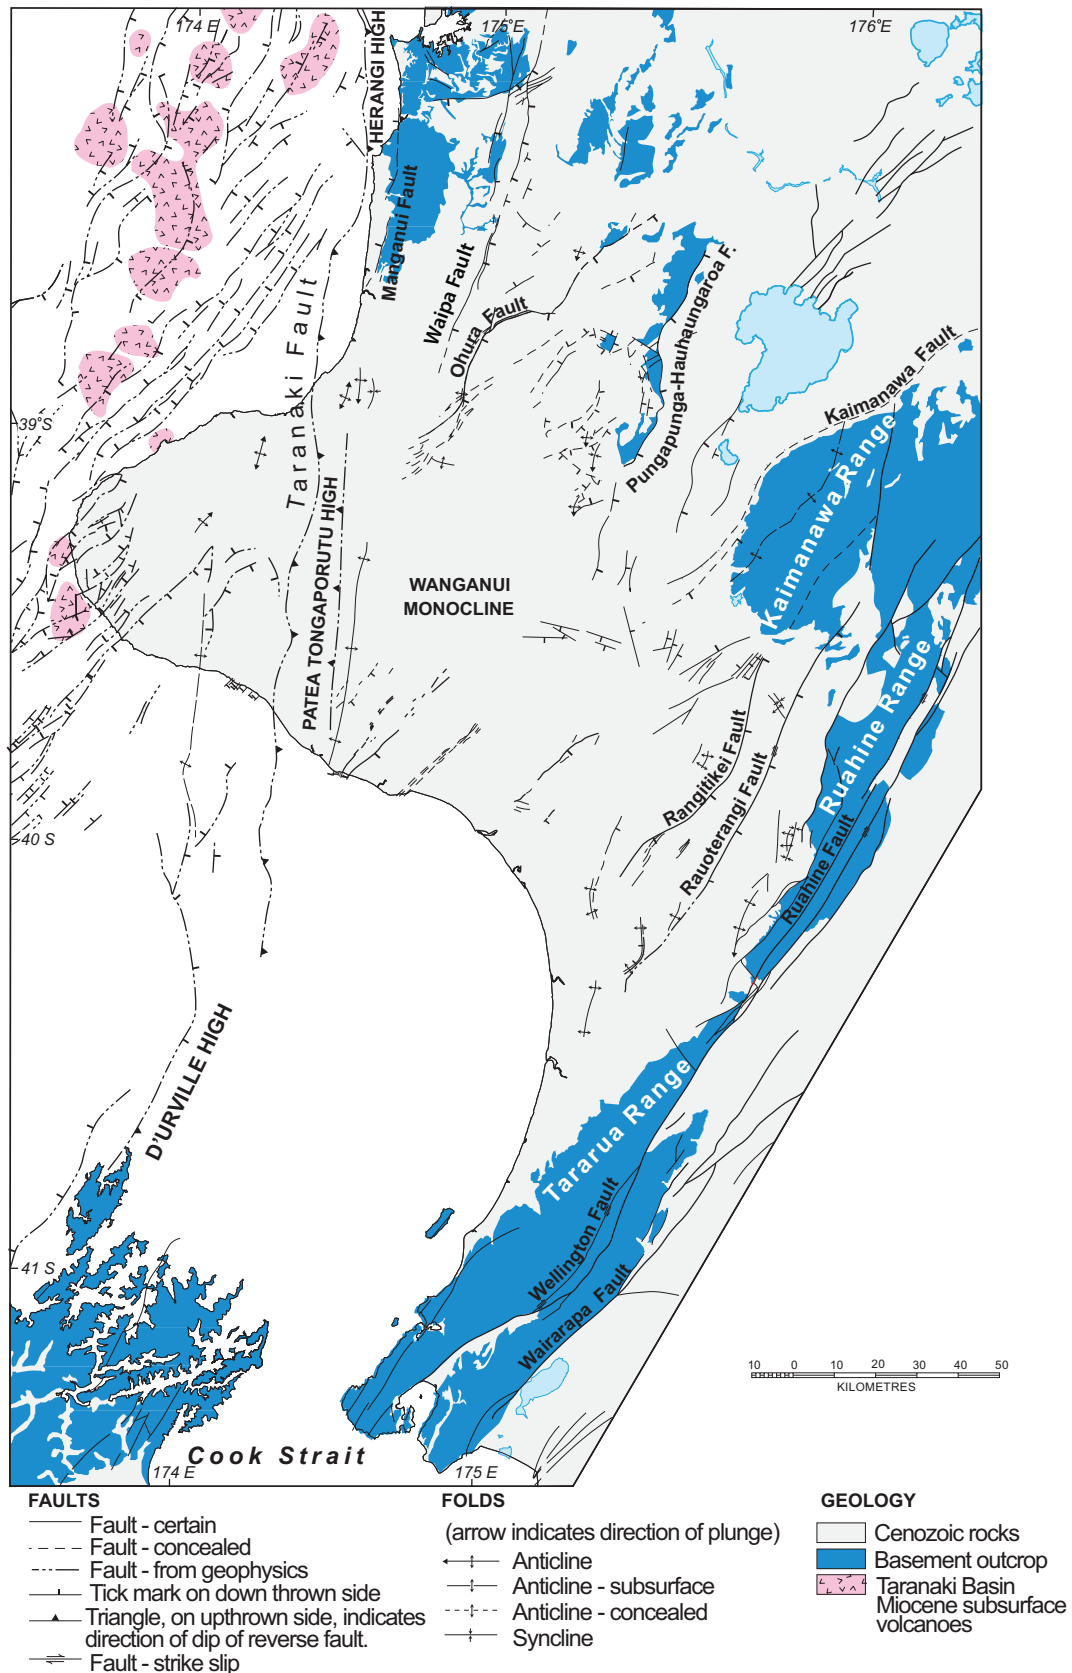 174 E
175°E
176°E
HERANGI HIGH
Manganui Fault
Waipa Fault
Ohura Fault
Taranaki Fault
Pungapunga-Hauhaungaroa F.
Kaimanawa Fault
39°S
Kaimanawa Range
PATEA TONGAPORUTU HIGH
WANGANUI
MONOCLINE
Ruahine Range
Rangitikei Fault
Rauoterangi Fault
40 S
Ruahine Fault
D'URVILLE HIGH
Tararua Range
Wellington Fault
Wairarapa Fault
41 S
10 0 10 20 30 40 50
KILOMETRES
Cook Strait
174 E
175 E
FAULTS
Fault - certain
Fault - concealed
Fault - from geophysics
Tick mark on down thrown side
Triangle, on upthrown side, indicates
direction of dip of reverse fault.
Fault - strike slip
FOLDS
(arrow indicates direction of plunge)
Anticline
Anticline - subsurface
Anticline - concealed
Syncline
GEOLOGY
Cenozoic rocks
Basement outcrop
Taranaki Basin
Miocene subsurface
volcanoes